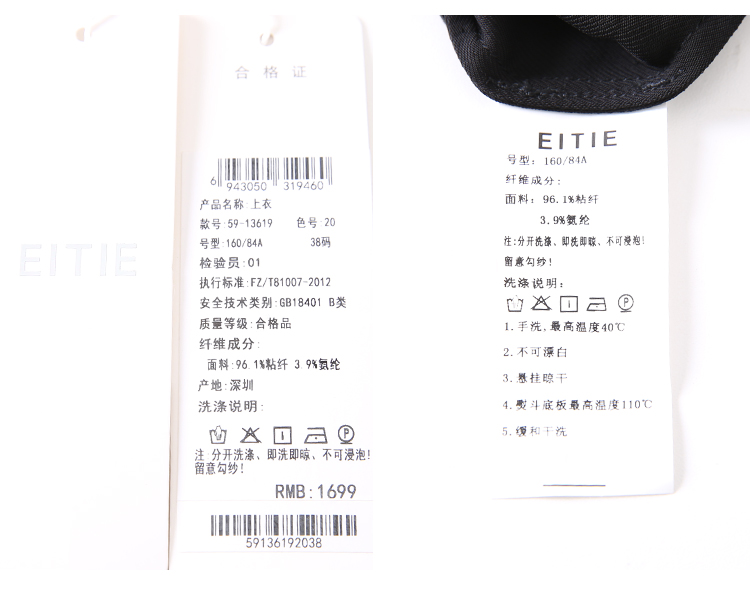 EITIE
合格证
6 943050 319460
产品名称:上衣
款号:59-13619 色号:20
号型:160/84A 38码
检验员:01
执行标准:FZ/T81007-2012
安全技术类别:GB18401 B类
质量等级:合格品
纤维成分:
面料:96.1%粘纤 3.9%氨纶
产地:深圳
洗涤说明:
注 分开洗涤、即洗即晾、不可浸泡!
留意勾纱!
RMB:1699
59136192038
EITIE
号型: 160/84A
纤维成分:
面料: 96.1%粘纤
3.9%氨纶
注:分开洗涤、即洗即晾、不可浸泡!
留意勾纱!
洗涤说明:
1.手洗,最高温度40℃
2.不可漂白
3.悬挂晾干
4.熨斗底板最高温度110℃
5.缓和干洗